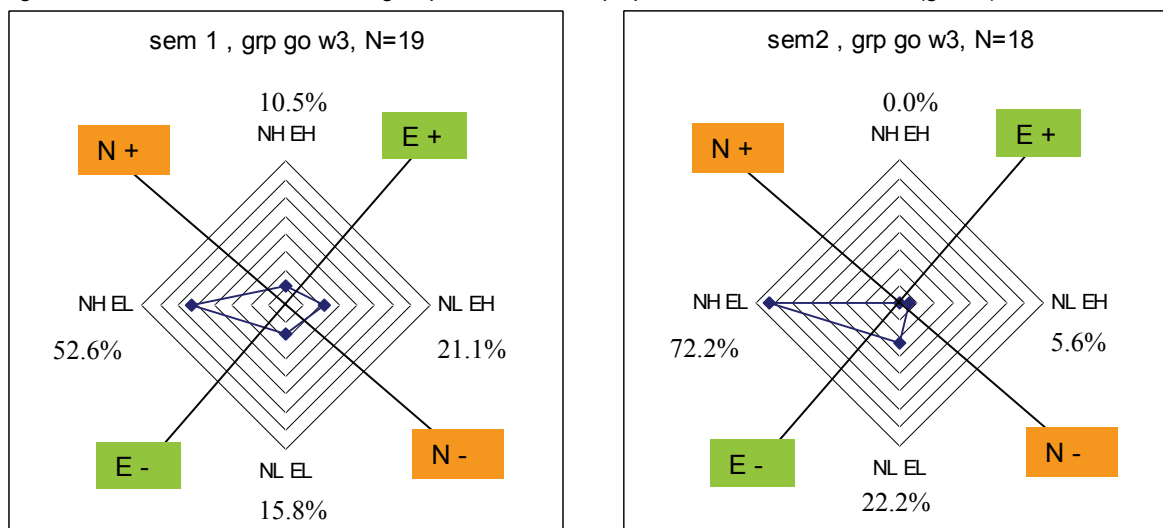 sem 1 , grp go w3, N=19
10.5%
NH EH
N +
E +
NH EL
52.6%
NL EH
21.1%
E -
N -
NL EL
15.8%
sem2 , grp go w3, N=18
0.0%
NH EH
N +
E +
NH EL
72.2%
NL EH
5.6%
E -
N -
NL EL
22.2%